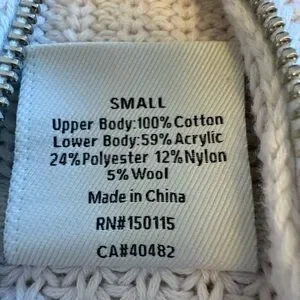 SMALL
Upper Body:100% Cotton
Lower Body:59% Acrylic
24%Polyester 12%Nylon
5% Wool
Made in China
RN#150115
CA#40482